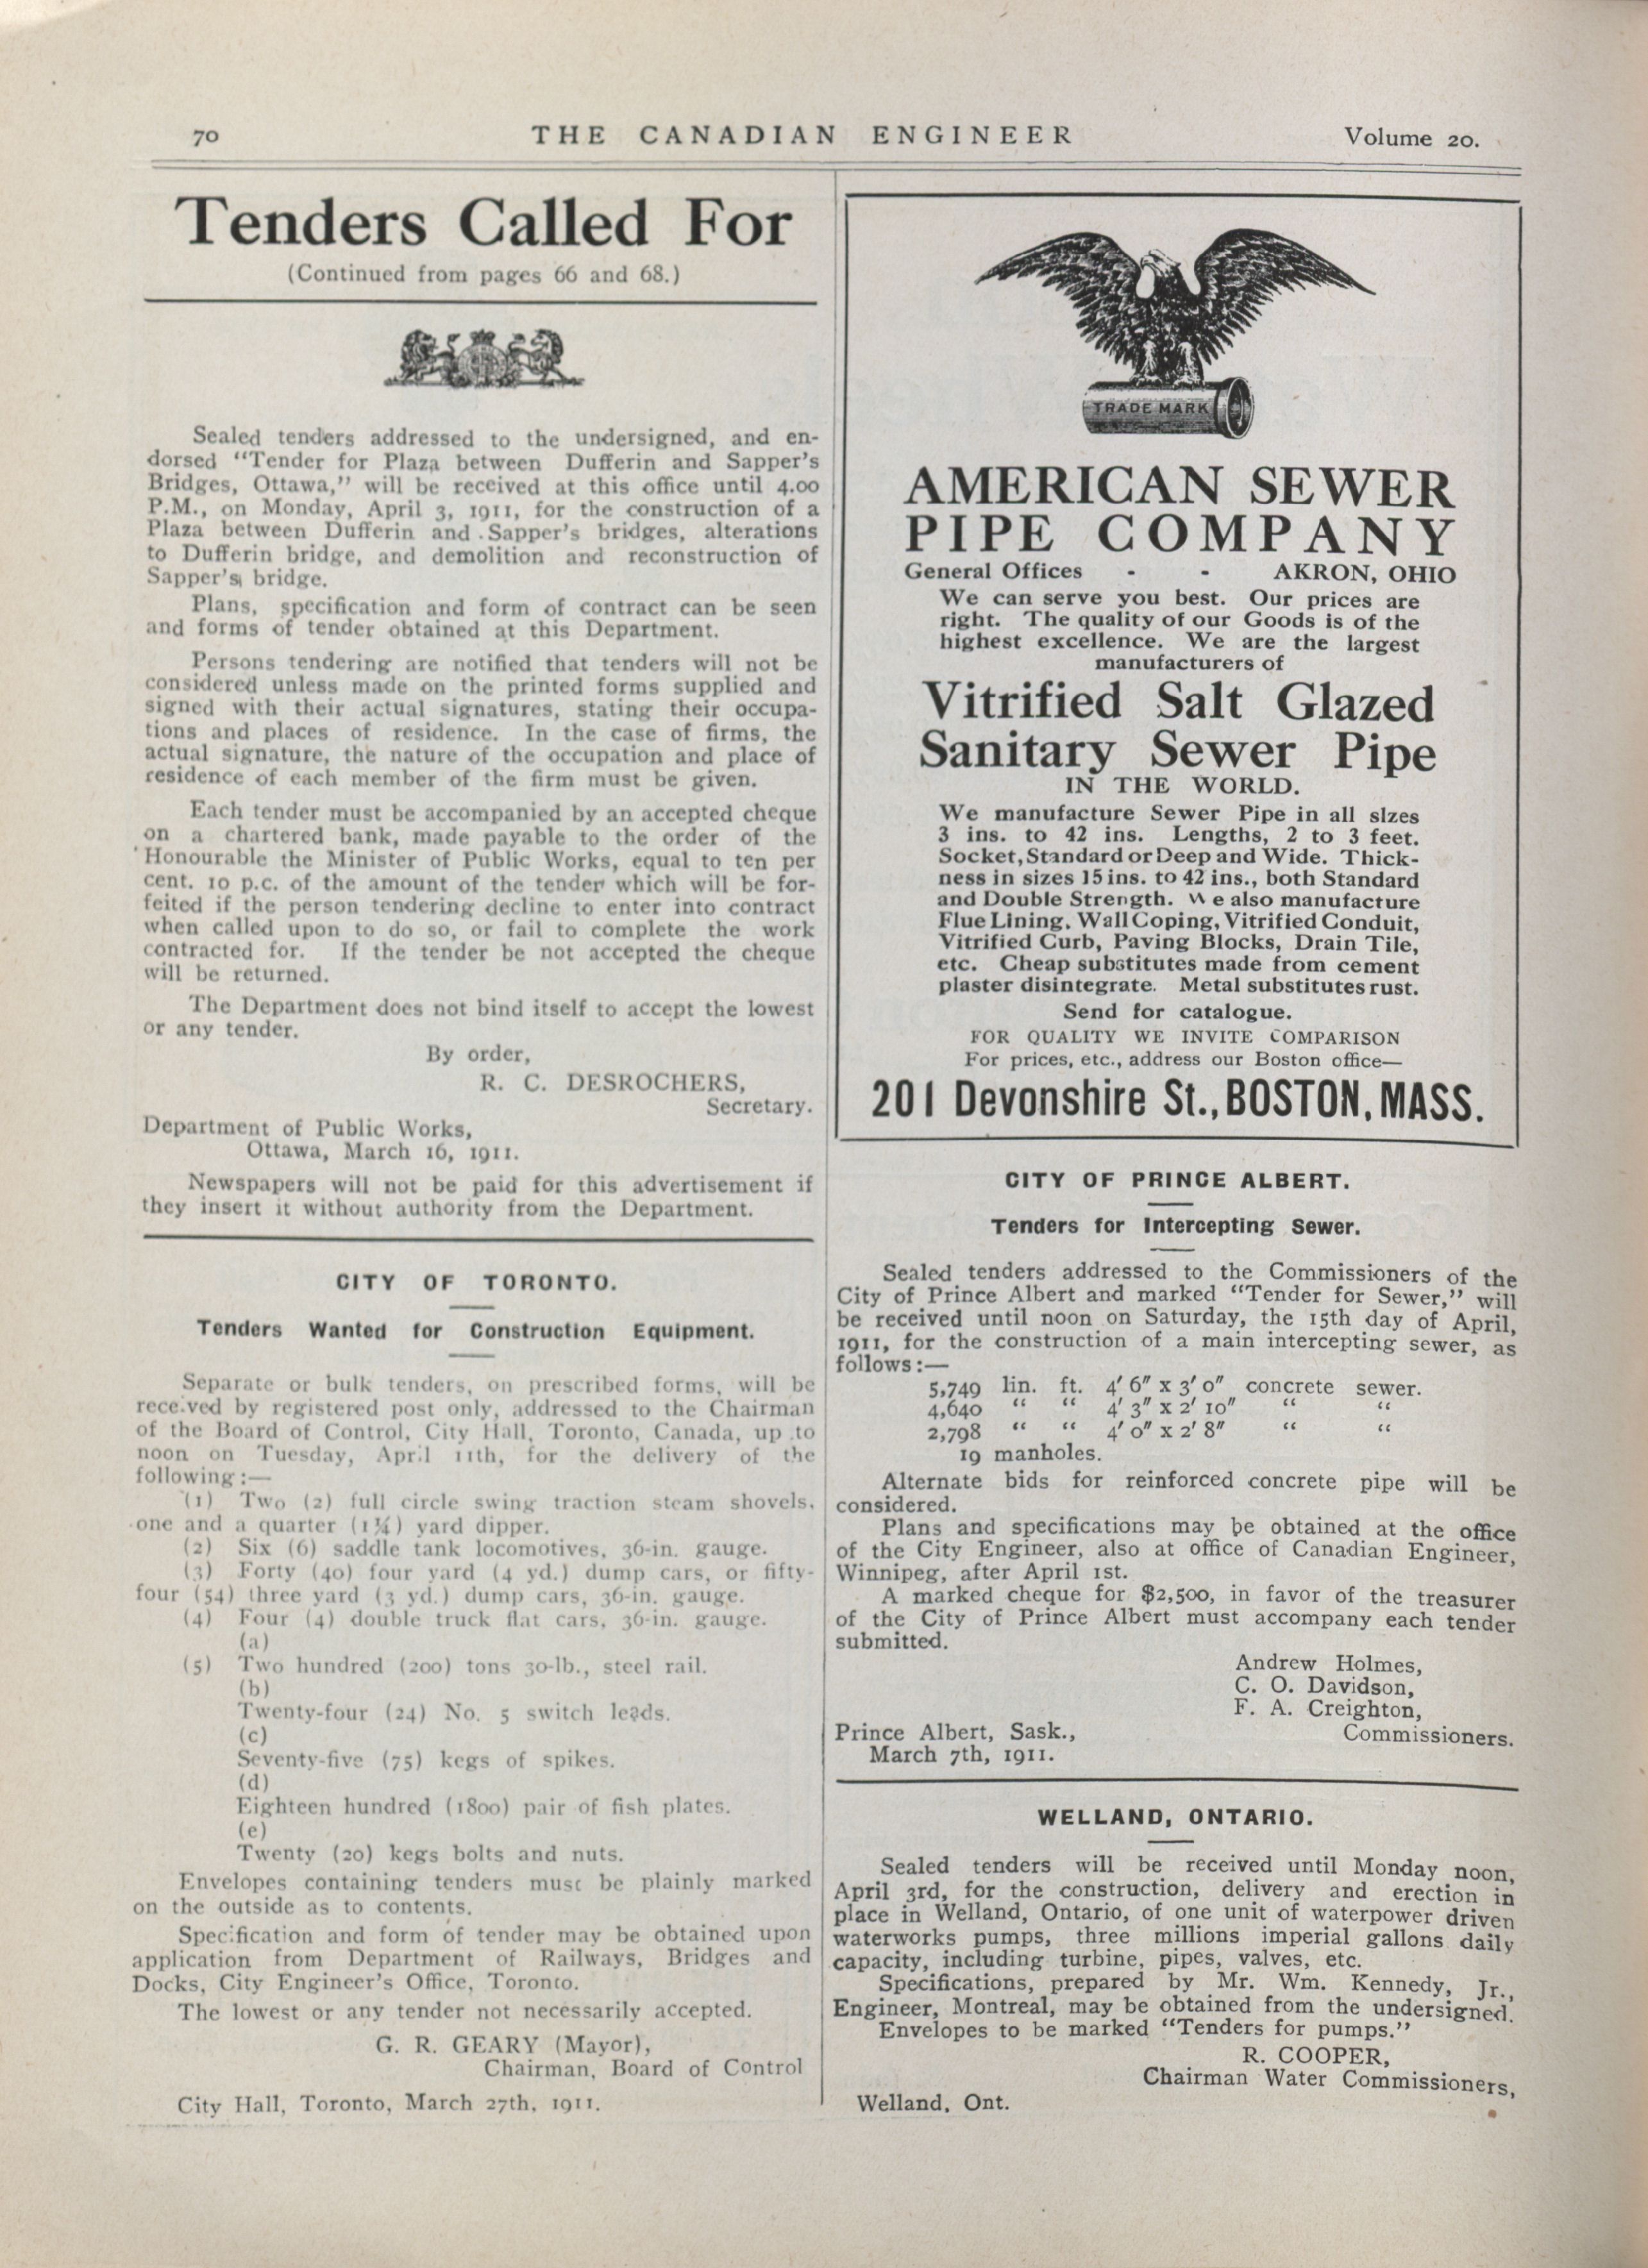 70
THE CANADIAN ENGINEER
Volume 20.
Tenders Called For
(Continued from pages 66 and 68.)
Sealed tenders addressed to the undersigned, and en-
dorsed "Tender for Plaza between Dufferin and Sapper's
Bridges, Ottawa," will be received at this office until 4.00
P.M., on Monday, April 3, 1911, for the construction of a
Plaza between Dufferin and Sapper's bridges, alterations
to Dufferin bridge, and demolition and reconstruction of
Sapper's bridge.
Plans, specification and form of contract can be seen
and forms of tender obtained at this Department.
Persons tendering are notified that tenders will not be
considered unless made on the printed forms supplied and
signed with their actual signatures, stating their occupa-
tions and places of residence. In the case of firms, the
actual signature, the nature of the occupation and place of
residence of each member of the firm must be given.
Each tender must be accompanied by an accepted cheque
on a chartered bank, made payable to the order of the
Honourable the Minister of Public Works, equal to ten per
cent. 10 p.c. of the amount of the tender which will be for-
feited if the person tendering decline to enter into contract
when called upon to do so, or fail to complete the work
contracted for. If the tender be not accepted the cheque
will be returned.
The Department does not bind itself to accept the lowest
or any tender.
By order,
R. C. DESROCHERS,
Secretary.
Department of Public Works,
Ottawa, March 16, 1911.
Newspapers will not be paid for this advertisement if
they insert it without authority from the Department.
CITY OF TORONTO.
Tenders Wanted for Construction Equipment.
Separate or bulk tenders, on prescribed forms, will be
received by registered post only, addressed to the Chairman
of the Board of Control, City Hall, Toronto, Canada, up to
noon on Tuesday, April 11th, for the delivery of the
following:—
(1) Two (2) full circle swing traction steam shovels,
one and a quarter (1¼) yard dipper.
(2) Six (6) saddle tank locomotives, 36-in. gauge.
(3) Forty (40) four yard (4 yd.) dump cars, or fifty-
four (54) three yard (3 yd.) dump cars, 36-in. gauge.
(4) Four (4) double truck flat cars, 36-in. gauge.
(a)
(5) Two hundred (200) tons 30-lb., steel rail.
(b)
Twenty-four (24) No. 5 switch leads.
(c)
Seventy-five (75) kegs of spikes.
(d)
Eighteen hundred (1800) pair of fish plates.
(e)
Twenty (20) kegs bolts and nuts.
Envelopes containing tenders must be plainly marked
on the outside as to contents.
Specification and form of tender may be obtained upon
application from Department of Railways, Bridges and
Docks, City Engineer's Office, Toronto.
The lowest or any tender not necessarily accepted.
G. R. GEARY (Mayor),
Chairman, Board of Control
City Hall, Toronto, March 27th, 1911.
TRADE MARK
AMERICAN SEWER
PIPE COMPANY
General Offices - - AKRON, OHIO
We can serve you best. Our prices are
right. The quality of our Goods is of the
highest excellence. We are the largest
manufacturers of
Vitrified Salt Glazed
Sanitary Sewer Pipe
IN THE WORLD.
We manufacture Sewer Pipe in all sizes
3 ins. to 42 ins. Lengths, 2 to 3 feet.
Socket, Standard or Deep and Wide. Thick-
ness in sizes 15 ins. to 42 ins., both Standard
and Double Strength. We also manufacture
Flue Lining, Wall Coping, Vitrified Conduit,
Vitrified Curb, Paving Blocks, Drain Tile,
etc. Cheap substitutes made from cement
plaster disintegrate. Metal substitutes rust.
Send for catalogue.
FOR QUALITY WE INVITE COMPARISON
For prices, etc., address our Boston office—
201 Devonshire St., BOSTON, MASS.
CITY OF PRINCE ALBERT.
Tenders for Intercepting Sewer.
Sealed tenders addressed to the Commissioners of the
City of Prince Albert and marked "Tender for Sewer," will
be received until noon on Saturday, the 15th day of April,
1911, for the construction of a main intercepting sewer, as
follows:—
5,749 lin. ft. 4' 6" x 3' 0" concrete sewer.
4,640 " " 4' 3" x 2' 10" " "
2,798 " " 4' 0" x 2' 8" " "
19 manholes.
Alternate bids for reinforced concrete pipe will be
considered.
Plans and specifications may be obtained at the office
of the City Engineer, also at office of Canadian Engineer,
Winnipeg, after April 1st.
A marked cheque for $2,500, in favor of the treasurer
of the City of Prince Albert must accompany each tender
submitted.
Andrew Holmes,
C. O. Davidson,
F. A. Creighton,
Commissioners.
Prince Albert, Sask.,
March 7th, 1911.
WELLAND, ONTARIO.
Sealed tenders will be received until Monday noon,
April 3rd, for the construction, delivery and erection in
place in Welland, Ontario, of one unit of waterpower driven
waterworks pumps, three millions imperial gallons daily
capacity, including turbine, pipes, valves, etc.
Specifications, prepared by Mr. Wm. Kennedy, Jr.,
Engineer, Montreal, may be obtained from the undersigned.
Envelopes to be marked "Tenders for pumps."
R. COOPER,
Chairman Water Commissioners,
Welland, Ont.